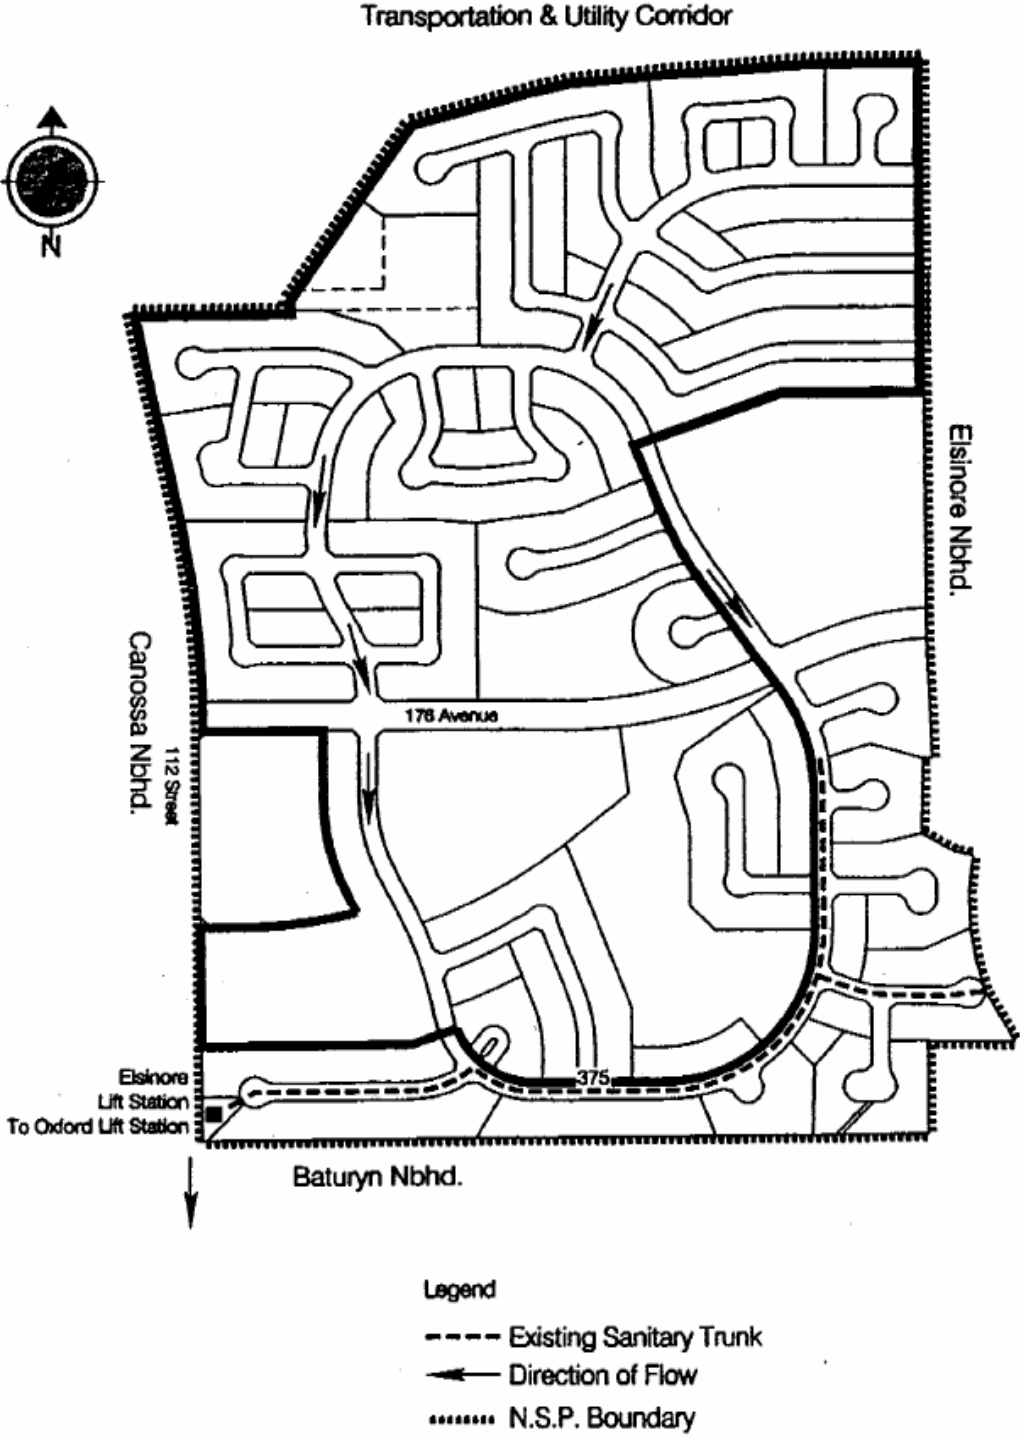 Transportation & Utility Corridor
N
Elsinore Nbhd.
Canossa Nbhd.
112 Street
176 Avenue
375
Elsinore
Lift Station
To Oxford Lift Station
Baturyn Nbhd.
Legend
Existing Sanitary Trunk
Direction of Flow
N.S.P. Boundary